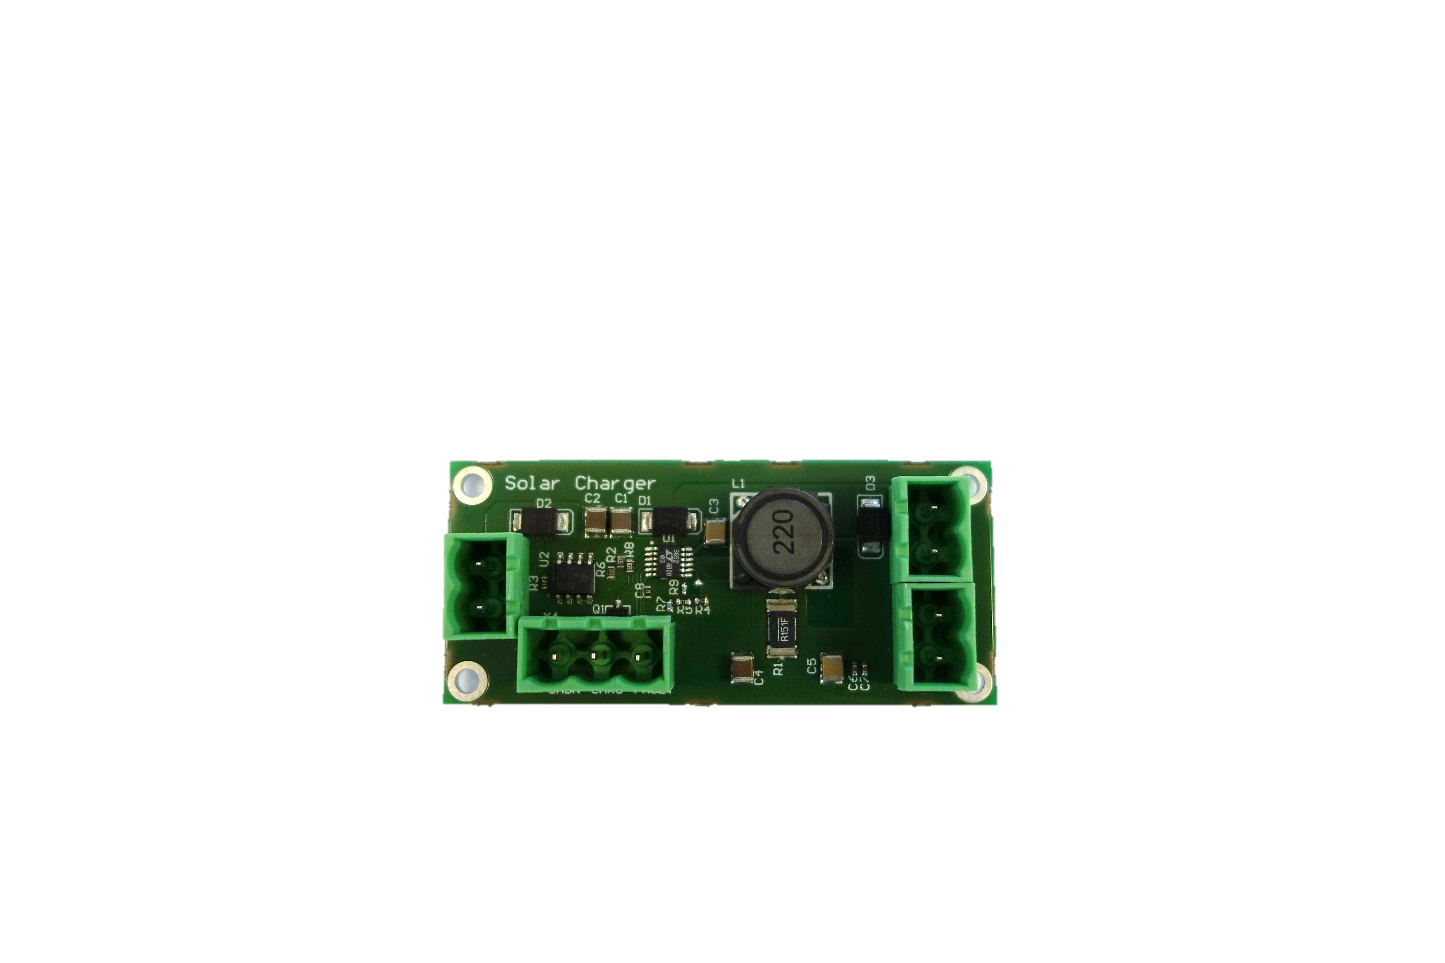 Solar Charger
D2
C2
C1
D1
L1
C3
D3
220
U2
R2
R8
R6
R3
C8
R9
R7
R5
R4
Q1
R151F
R1
C4
C5
C6
C7